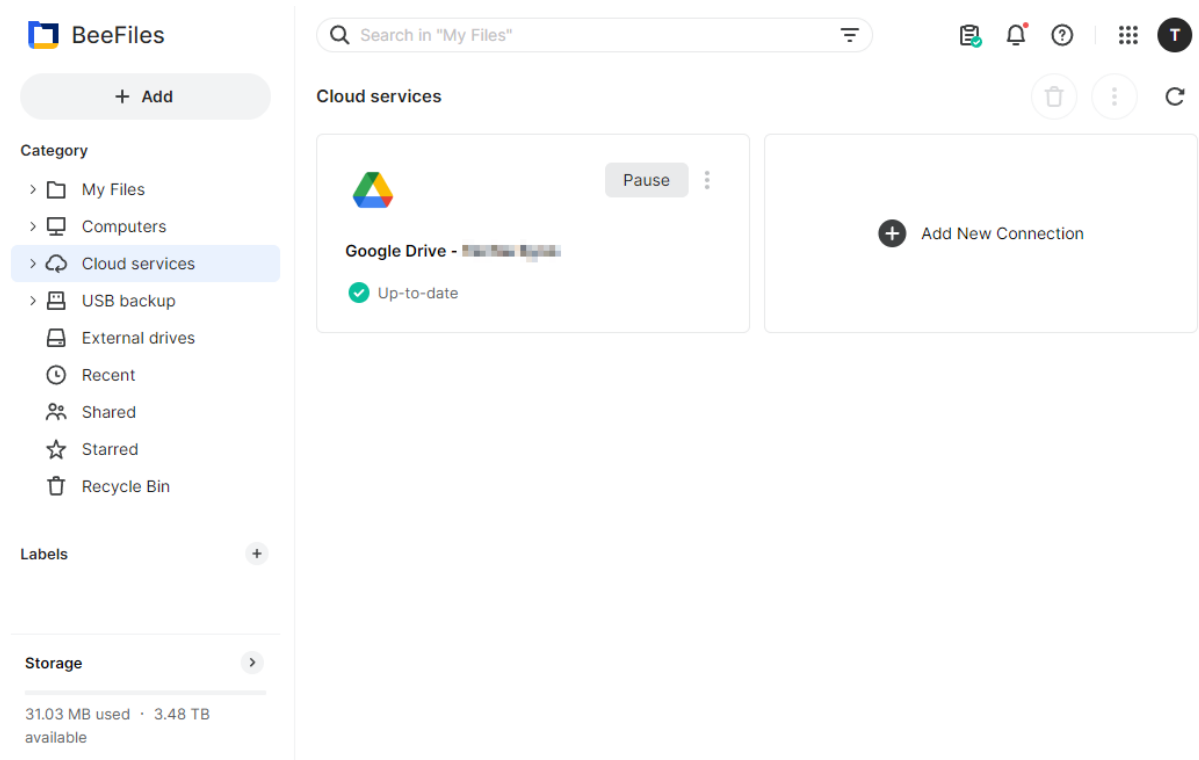 BeeFiles
Search in "My Files"
T
+ Add
Cloud services
Category
My Files
Computers
Cloud services
USB backup
External drives
Recent
Shared
Starred
Recycle Bin
Pause
Google Drive -
Up-to-date
Add New Connection
Labels
Storage
31.03 MB used · 3.48 TB
available